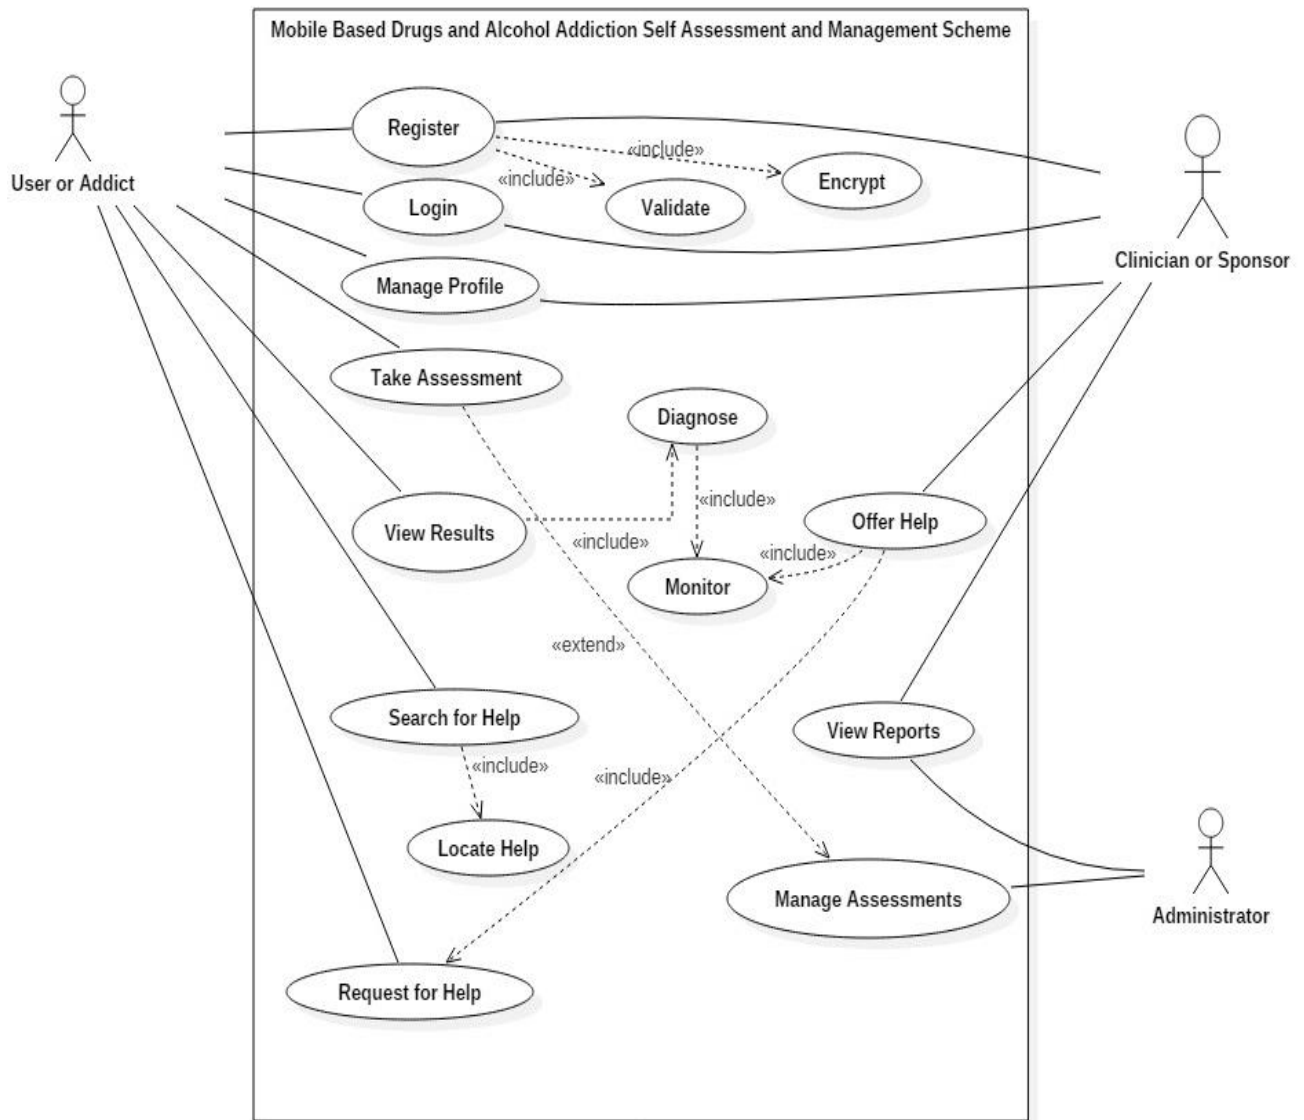 Mobile Based Drugs and Alcohol Addiction Self Assessment and Management Scheme
Register
«include»
Encrypt
«include»
User or Addict
Login
Validate
Clinician or Sponsor
Manage Profile
Take Assessment
Diagnose
«include»
View Results
Offer Help
«include»
«include»
Monitor
«extend»
Search for Help
View Reports
«include»
«include»
Locate Help
Manage Assessments
Administrator
Request for Help